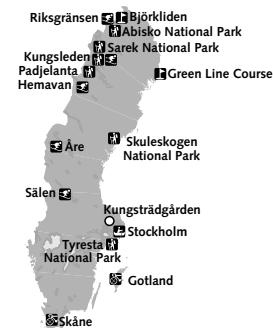 Riksgränsen
Björkliden
Abisko National Park
Sarek National Park
Kungsleden
Padjelanta
Green Line Course
Hemavan
Skuleskogen
National Park
Åre
Sälen
Kungsträdgården
Stockholm
Tyresta
National Park
Gotland
Skåne